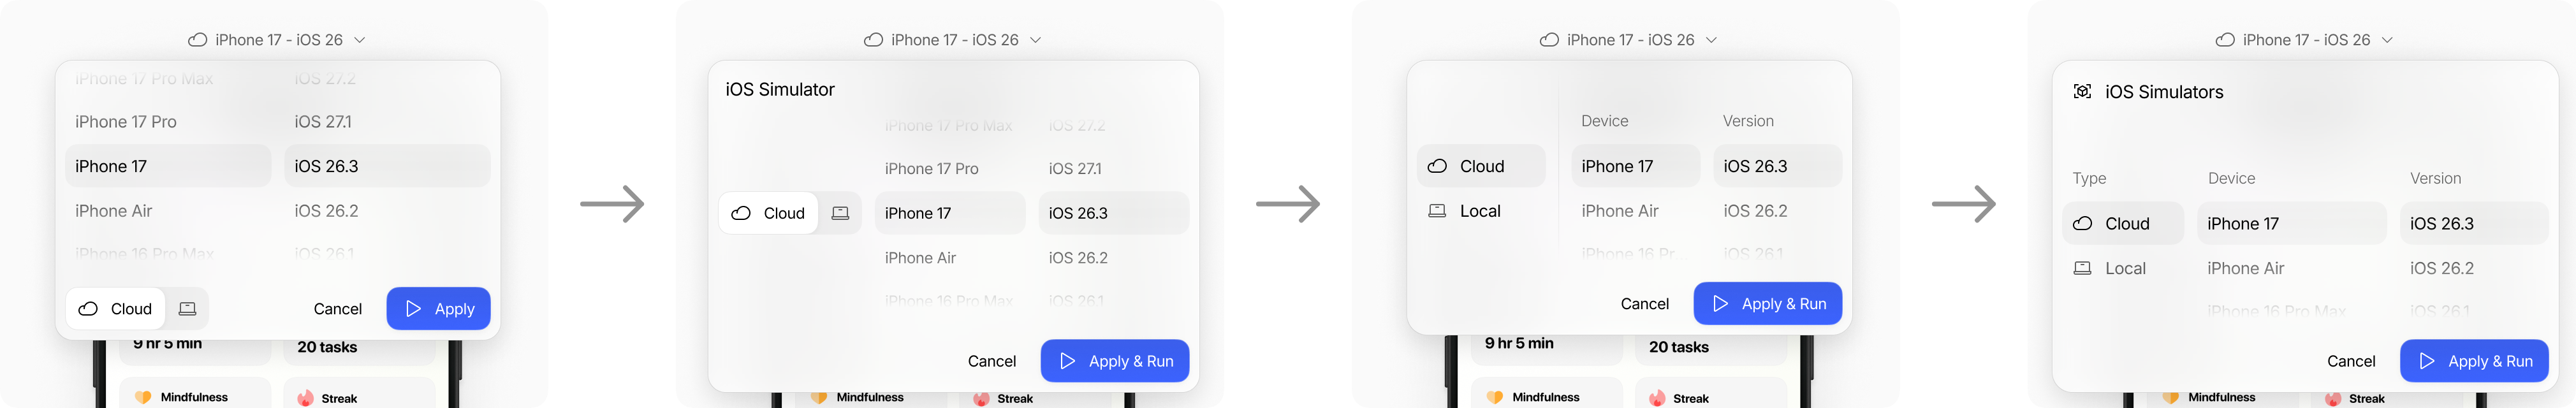 iPhone 17 - iOS 26
iPhone 17 Pro Max iOS 27.2
iPhone 17 Pro iOS 27.1
iPhone 17 iOS 26.3
iPhone Air iOS 26.2
iPhone 16 Pro Max iOS 26.1
Cloud Cancel Apply
9 hr 5 min 20 tasks
Mindfulness Streak
iPhone 17 - iOS 26
iOS Simulator
iPhone 17 Pro Max iOS 27.2
iPhone 17 Pro iOS 27.1
Cloud iPhone 17 iOS 26.3
iPhone Air iOS 26.2
iPhone 16 Pro Max iOS 26.1
Cancel Apply & Run
Mindfulness Streak
iPhone 17 - iOS 26
Device Version
Cloud iPhone 17 iOS 26.3
Local iPhone Air iOS 26.2
iPhone 16 Pr... iOS 26.1
Cancel Apply & Run
9 hr 5 min 20 tasks
Mindfulness Streak
iPhone 17 - iOS 26
iOS Simulators
Type Device Version
Cloud iPhone 17 iOS 26.3
Local iPhone Air iOS 26.2
iPhone 16 Pro Max iOS 26.1
Cancel Apply & Run
Mindfulness Streak